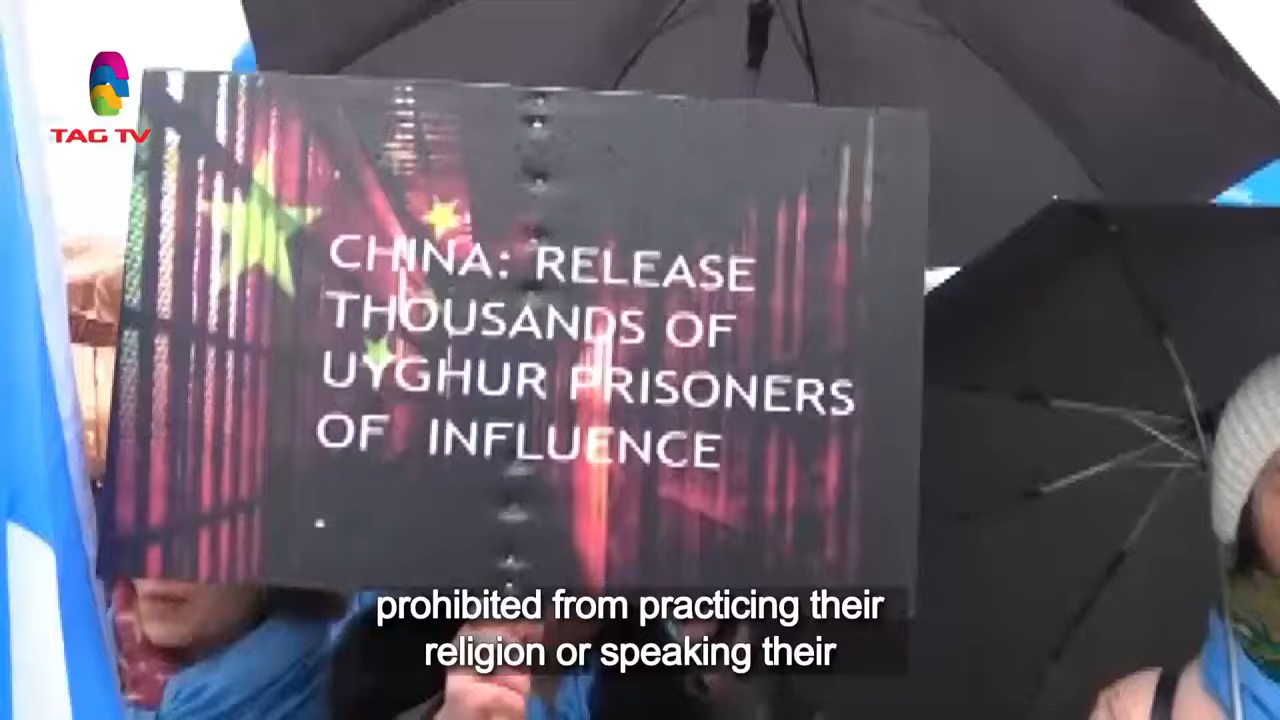 TAG TV
CHINA: RELEASE
THOUSANDS OF
UYGHUR PRISONERS
OF INFLUENCE
prohibited from practicing their
religion or speaking their